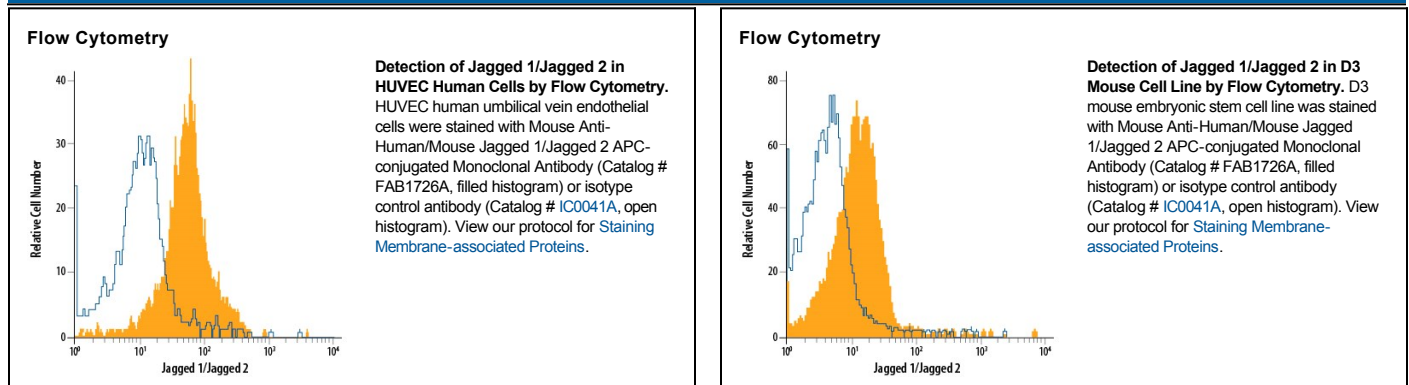 Flow Cytometry
40
30
20
10
0
Relative Cell Number
10⁰ 10¹ 10² 10³ 10⁴
Jagged 1/Jagged 2
Detection of Jagged 1/Jagged 2 in
HUVEC Human Cells by Flow Cytometry.
HUVEC human umbilical vein endothelial
cells were stained with Mouse Anti-
Human/Mouse Jagged 1/Jagged 2 APC-
conjugated Monoclonal Antibody (Catalog #
FAB1726A, filled histogram) or isotype
control antibody (Catalog # IC0041A, open
histogram). View our protocol for Staining
Membrane-associated Proteins.
Flow Cytometry
80
60
40
20
0
Relative Cell Number
10⁰ 10¹ 10² 10³ 10⁴
Jagged 1/Jagged 2
Detection of Jagged 1/Jagged 2 in D3
Mouse Cell Line by Flow Cytometry. D3
mouse embryonic stem cell line was stained
with Mouse Anti-Human/Mouse Jagged
1/Jagged 2 APC-conjugated Monoclonal
Antibody (Catalog # FAB1726A, filled
histogram) or isotype control antibody
(Catalog # IC0041A, open histogram). View
our protocol for Staining Membrane-
associated Proteins.